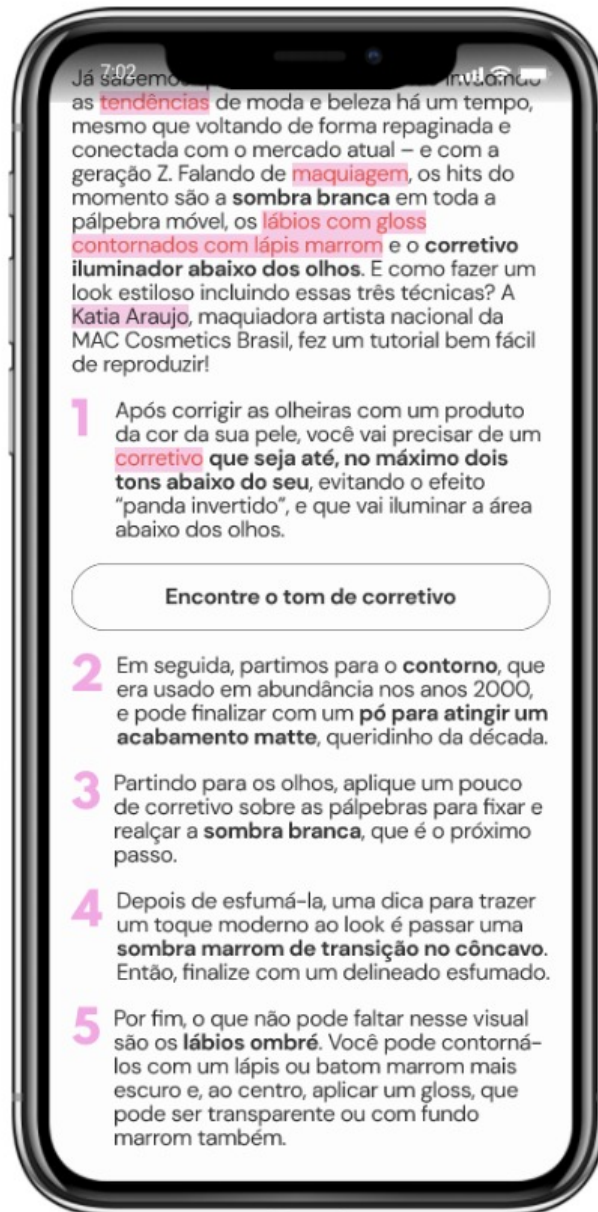 7:02
Já sabemos invadindo
as tendências de moda e beleza há um tempo,
mesmo que voltando de forma repaginada e
conectada com o mercado atual – e com a
geração Z. Falando de maquiagem, os hits do
momento são a sombra branca em toda a
pálpebra móvel, os lábios com gloss
contornados com lápis marrom e o corretivo
iluminador abaixo dos olhos. E como fazer um
look estiloso incluindo essas três técnicas? A
Katia Araujo, maquiadora artista nacional da
MAC Cosmetics Brasil, fez um tutorial bem fácil
de reproduzir!
1 Após corrigir as olheiras com um produto
da cor da sua pele, você vai precisar de um
corretivo que seja até, no máximo dois
tons abaixo do seu, evitando o efeito
“panda invertido”, e que vai iluminar a área
abaixo dos olhos.
Encontre o tom de corretivo
2 Em seguida, partimos para o contorno, que
era usado em abundância nos anos 2000,
e pode finalizar com um pó para atingir um
acabamento matte, queridinho da década.
3 Partindo para os olhos, aplique um pouco
de corretivo sobre as pálpebras para fixar e
realçar a sombra branca, que é o próximo
passo.
4 Depois de esfumá-la, uma dica para trazer
um toque moderno ao look é passar uma
sombra marrom de transição no côncavo.
Então, finalize com um delineado esfumado.
5 Por fim, o que não pode faltar nesse visual
são os lábios ombré. Você pode contorná-
los com um lápis ou batom marrom mais
escuro e, ao centro, aplicar um gloss, que
pode ser transparente ou com fundo
marrom também.